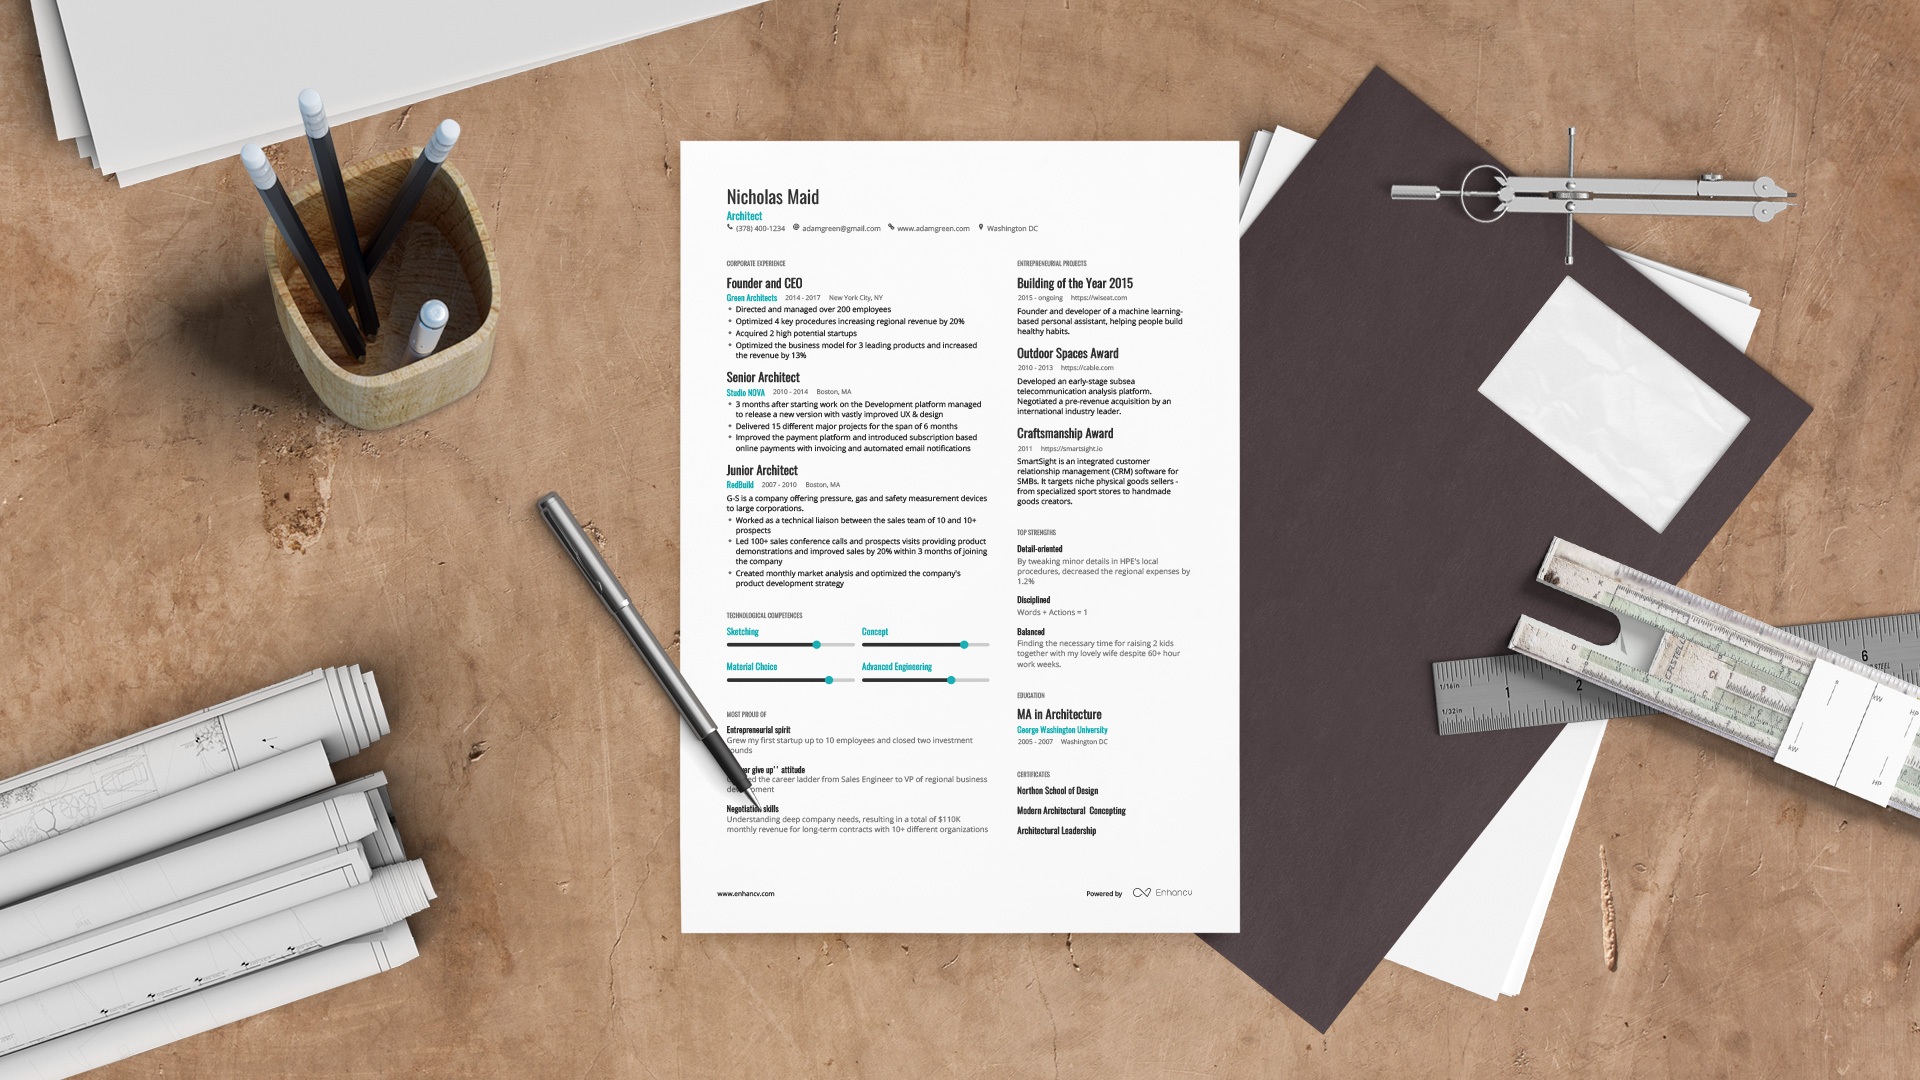 Nicholas Maid
Architect
(378) 400-1234 adamgreen@gmail.com www.adamgreen.com Washington DC
CORPORATE EXPERIENCE
Founder and CEO
Green Architects 2014 - 2017 New York City, NY
• Directed and managed over 200 employees
• Optimized 4 key procedures increasing regional revenue by 20%
• Acquired 2 high potential startups
• Optimized the business model for 3 leading products and increased
the revenue by 13%
Senior Architect
Studio NOVA 2010 - 2014 Boston, MA
• 3 months after starting work on the Development platform managed
to release a new version with vastly improved UX & design
• Delivered 15 different major projects for the span of 6 months
• Improved the payment platform and introduced subscription based
online payments with invoicing and automated email notifications
Junior Architect
RedBuild 2007 - 2010 Boston, MA
G-S is a company offering pressure, gas and safety measurement devices
to large corporations.
• Worked as a technical liaison between the sales team of 10 and 10+
prospects
• Led 100+ sales conference calls and prospects visits providing product
demonstrations and improved sales by 20% within 3 months of joining
the company
• Created monthly market analysis and optimized the company's
product development strategy
TECHNOLOGICAL COMPETENCES
Sketching Concept
Material Choice Advanced Engineering
MOST PROUD OF
Entrepreneurial spirit
Grew my first startup up to 10 employees and closed two investment
ounds
er give up'' attitude
ed the career ladder from Sales Engineer to VP of regional business
de oment
Negotiation skills
Understanding deep company needs, resulting in a total of $110K
monthly revenue for long-term contracts with 10+ different organizations
ENTREPRENEURIAL PROJECTS
Building of the Year 2015
2015 - ongoing https://wiseat.com
Founder and developer of a machine learning-
based personal assistant, helping people build
healthy habits.
Outdoor Spaces Award
2010 - 2013 https://cable.com
Developed an early-stage subsea
telecommunication analysis platform.
Negotiated a pre-revenue acquisition by an
international industry leader.
Craftsmanship Award
2011 https://smartsight.io
SmartSight is an integrated customer
relationship management (CRM) software for
SMBs. It targets niche physical goods sellers -
from specialized sport stores to handmade
goods creators.
TOP STRENGTHS
Detail-oriented
By tweaking minor details in HPE's local
procedures, decreased the regional expenses by
1.2%
Disciplined
Words + Actions = 1
Balanced
Finding the necessary time for raising 2 kids
together with my lovely wife despite 60+ hour
work weeks.
EDUCATION
MA in Architecture
George Washington University
2005 - 2007 Washington DC
CERTIFICATES
Northon School of Design
Modern Architectural Concepting
Architectural Leadership
www.enhancv.com
Powered by Enhancv
1/16in
1/32in
1 2
6
STEEL
CASTELL
kW
HP
kW
HP